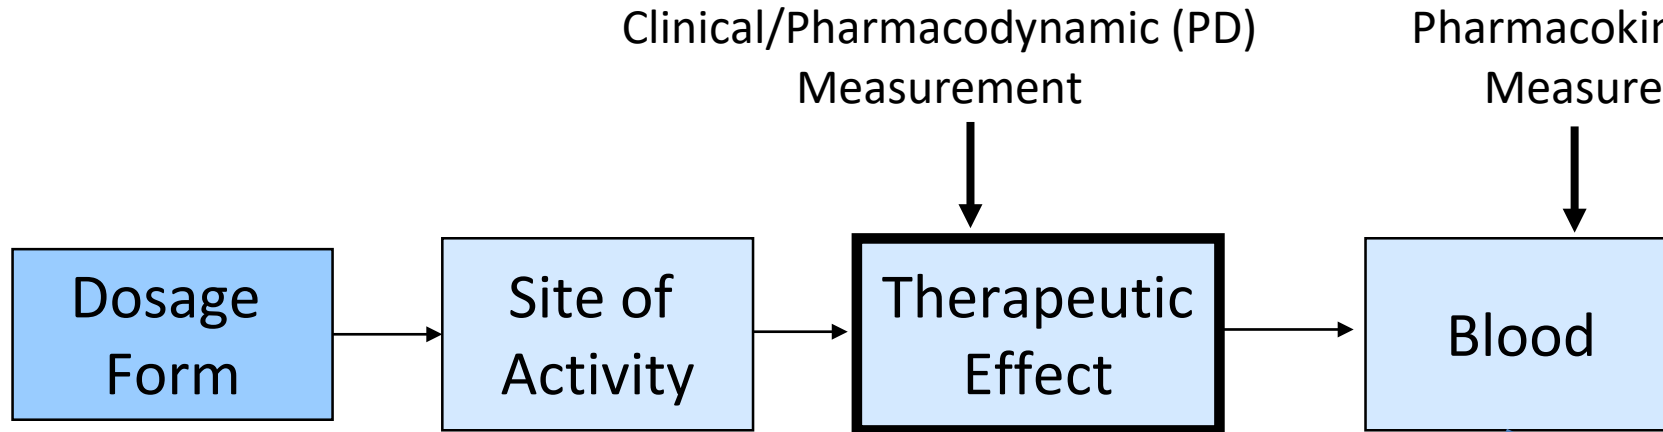 Clinical/Pharmacodynamic (PD)
Measurement
Dosage
Form
Site of
Activity
Therapeutic
Effect
Blood